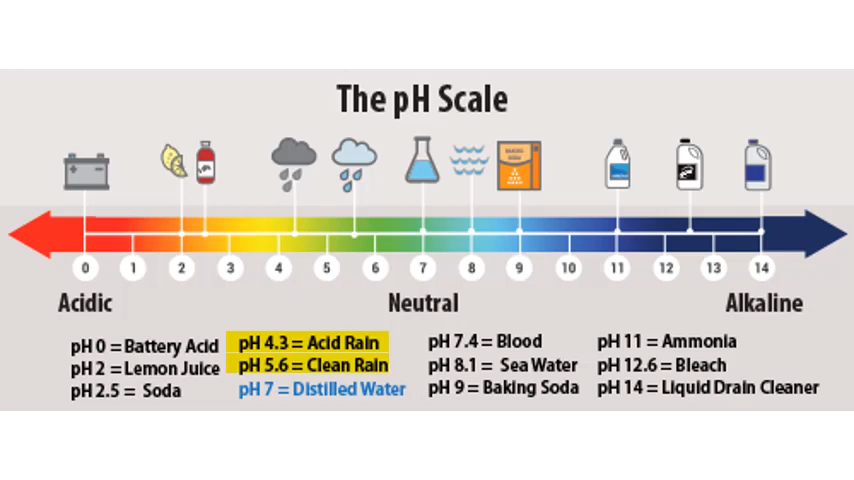 The pH Scale
BAKING
SODA
0 1 2 3 4 5 6 7 8 9 10 11 12 13 14
Acidic Neutral Alkaline
pH 0 = Battery Acid
pH 2 = Lemon Juice
pH 2.5 = Soda
pH 4.3 = Acid Rain
pH 5.6 = Clean Rain
pH 7 = Distilled Water
pH 7.4 = Blood
pH 8.1 = Sea Water
pH 9 = Baking Soda
pH 11 = Ammonia
pH 12.6 = Bleach
pH 14 = Liquid Drain Cleaner